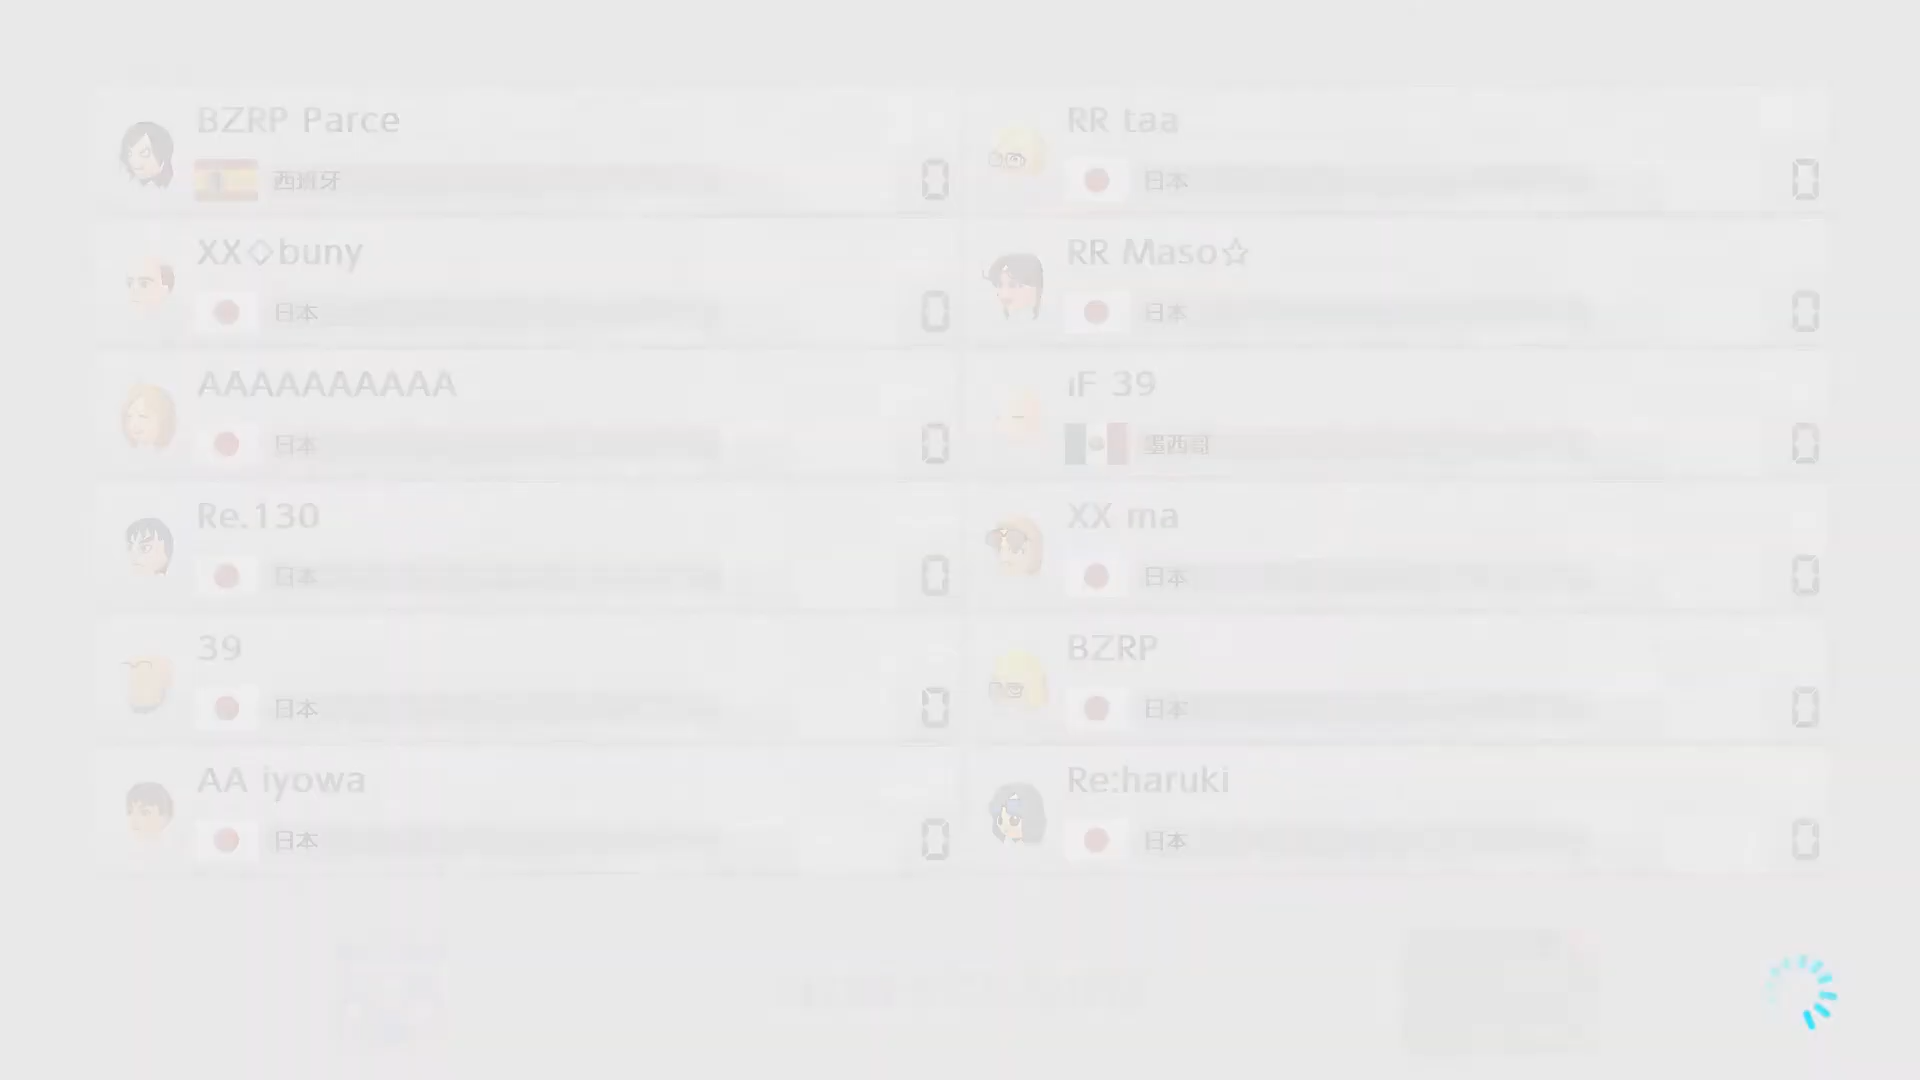 BZRP Parce
西班牙 0
RR taa
日本 0
XX◇buny
日本 0
RR Maso☆
日本 0
AAAAAAAAAA
日本 0
iF 39
墨西哥 0
Re.130
日本 0
XX ma
日本 0
39
日本 0
BZRP
日本 0
AA iyowa
日本 0
Re:haruki
日本 0